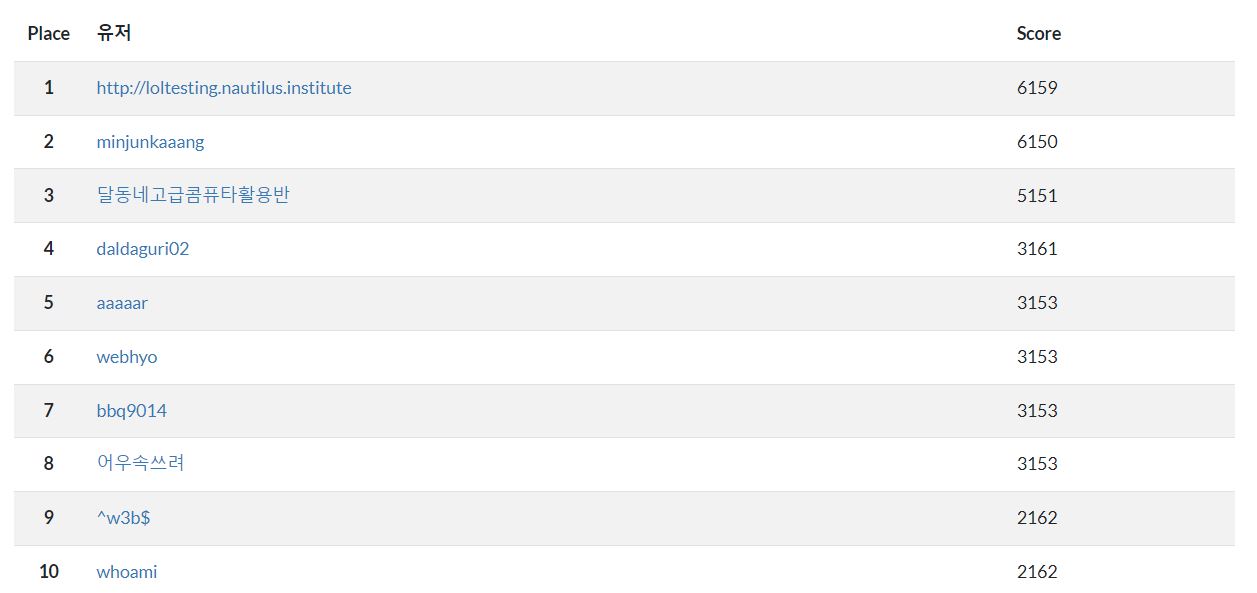 Place 유저 Score
1 http://loltesting.nautilus.institute 6159
2 minjunkaaang 6150
3 달동네고급콤퓨타활용반 5151
4 daldaguri02 3161
5 aaaaar 3153
6 webhyo 3153
7 bbq9014 3153
8 어우속쓰려 3153
9 ^w3b$ 2162
10 whoami 2162